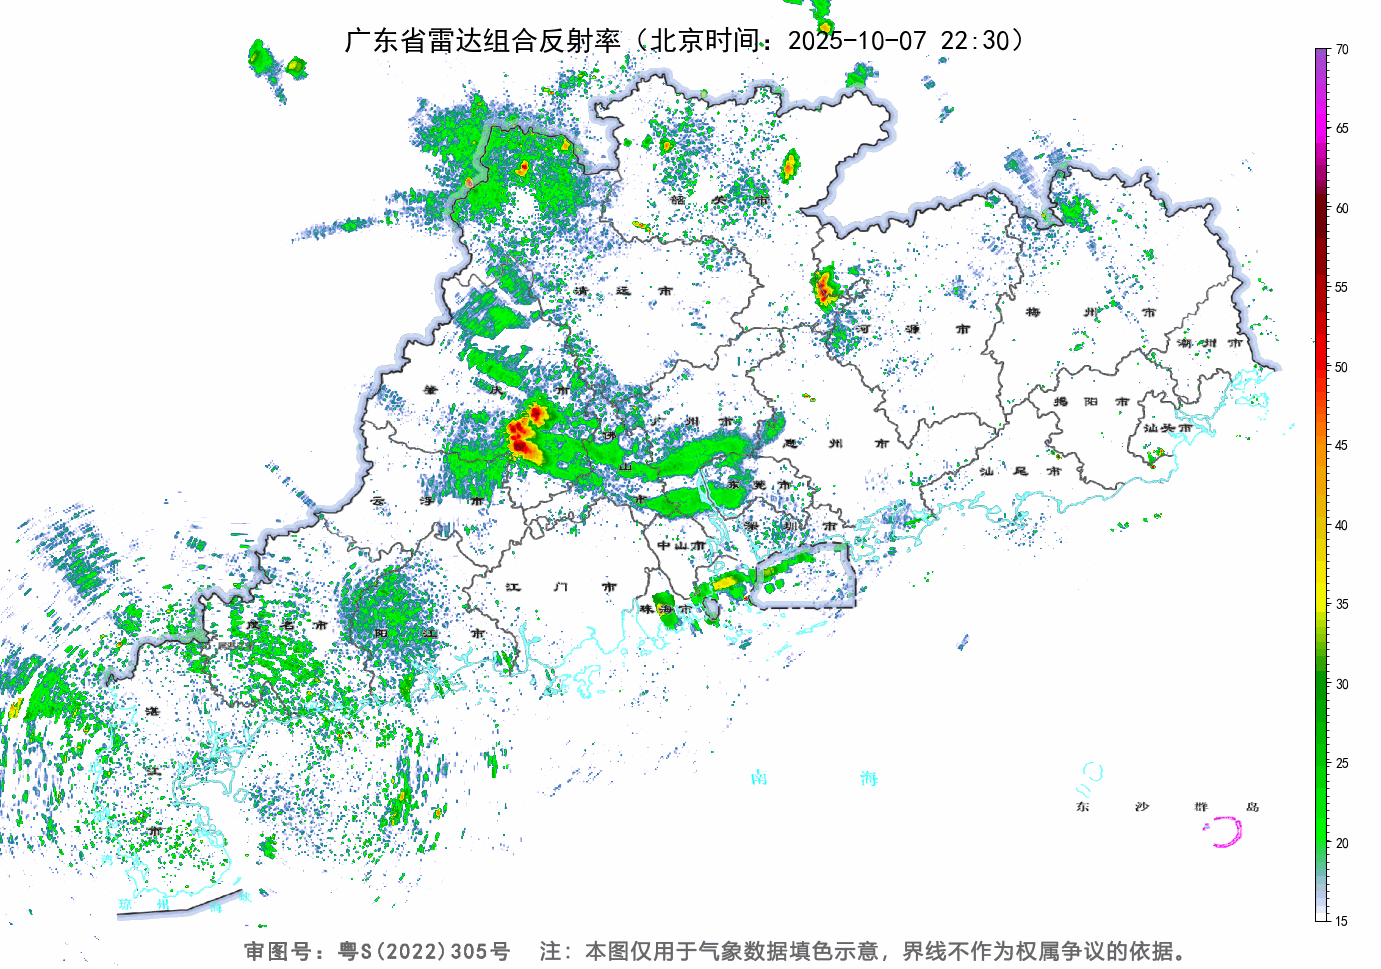 广东省雷达组合反射率（北京时间：2025-10-07 22:30）
70
65
60
55
50
45
40
35
30
25
20
15
韶 关 市
清 远 市
河 源 市
梅 州 市
潮 州 市
肇 庆 市
广 州 市
佛 山 市
惠 州 市
揭 阳 市
汕头市
汕 尾 市
云 浮 市
东 莞 市
深 圳 市
中山市
江 门 市
珠海市
茂 名 市
阳 江 市
湛 江 市
南 海
东 沙 群 岛
琼 州 海 峡
审图号：粤S(2022)305号 注：本图仅用于气象数据填色示意，界线不作为权属争议的依据。